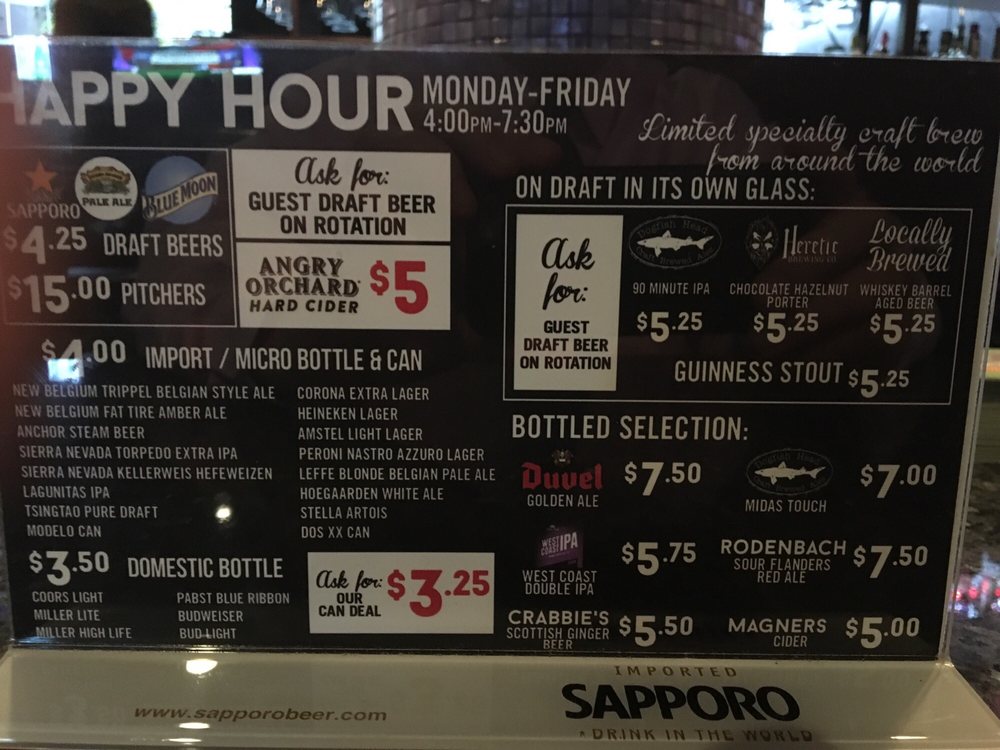 HAPPY HOUR
MONDAY-FRIDAY
4:00PM-7:30PM
SAPPORO
PALE ALE
BLUE MOON
$4.25 DRAFT BEERS
$15.00 PITCHERS
Ask for:
GUEST DRAFT BEER
ON ROTATION
ANGRY
ORCHARD
HARD CIDER
$5
$4.00 IMPORT / MICRO BOTTLE & CAN
NEW BELGIUM TRIPPEL BELGIAN STYLE ALE
NEW BELGIUM FAT TIRE AMBER ALE
ANCHOR STEAM BEER
SIERRA NEVADA TORPEDO EXTRA IPA
SIERRA NEVADA KELLERWEIS HEFEWEIZEN
LAGUNITAS IPA
TSINGTAO PURE DRAFT
MODELO CAN
CORONA EXTRA LAGER
HEINEKEN LAGER
AMSTEL LIGHT LAGER
PERONI NASTRO AZZURO LAGER
LEFFE BLONDE BELGIAN PALE ALE
HOEGAARDEN WHITE ALE
STELLA ARTOIS
DOS XX CAN
$3.50 DOMESTIC BOTTLE
COORS LIGHT
MILLER LITE
MILLER HIGH LIFE
PABST BLUE RIBBON
BUDWEISER
BUD LIGHT
Ask for:
OUR
CAN DEAL
$3.25
Limited specialty craft brew
from around the world
ON DRAFT IN ITS OWN GLASS:
Ask
for:
GUEST
DRAFT BEER
ON ROTATION
Dogfish Head
Craft Brewed Ales
90 MINUTE IPA
$5.25
Heretic
BREWING CO.
CHOCOLATE HAZELNUT
PORTER
$5.25
Locally
Brewed
WHISKEY BARREL
AGED BEER
$5.25
GUINNESS STOUT $5.25
BOTTLED SELECTION:
Duvel
GOLDEN ALE
$7.50
Dogfish Head
MIDAS TOUCH
$7.00
WEST
COAST IPA
WEST COAST
DOUBLE IPA
$5.75
RODENBACH
SOUR FLANDERS
RED ALE
$7.50
CRABBIE'S
SCOTTISH GINGER
BEER
$5.50
MAGNERS
CIDER
$5.00
www.sapporobeer.com
IMPORTED
SAPPORO
A DRINK IN THE WORLD